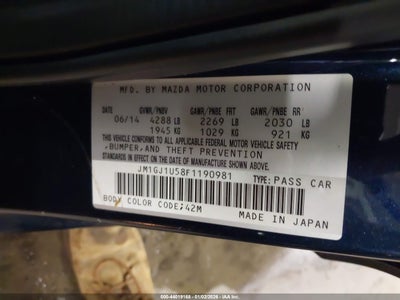 MFD. BY MAZDA MOTOR CORPORATION
DATE GVWR/PNBV GAWR/PNBE FRT GAWR/PNBE RR
06/14 4288 LB 2269 LB 2030 LB
1945 KG 1029 KG 921 KG
THIS VEHICLE CONFORMS TO ALL
APPLICABLE FEDERAL MOTOR VEHICLE SAFETY
,BUMPER,AND THEFT PREVENTION
STANDARDS IN EFFECT ON THE DATE OF
MANUFACTURE SHOWN ABOVE.
JM1GJ1U58F1190981 TYPE: PASS CAR
BODY COLOR CODE;42M
MADE IN JAPAN
000-44019168 - 01/02/2026 - IAAI